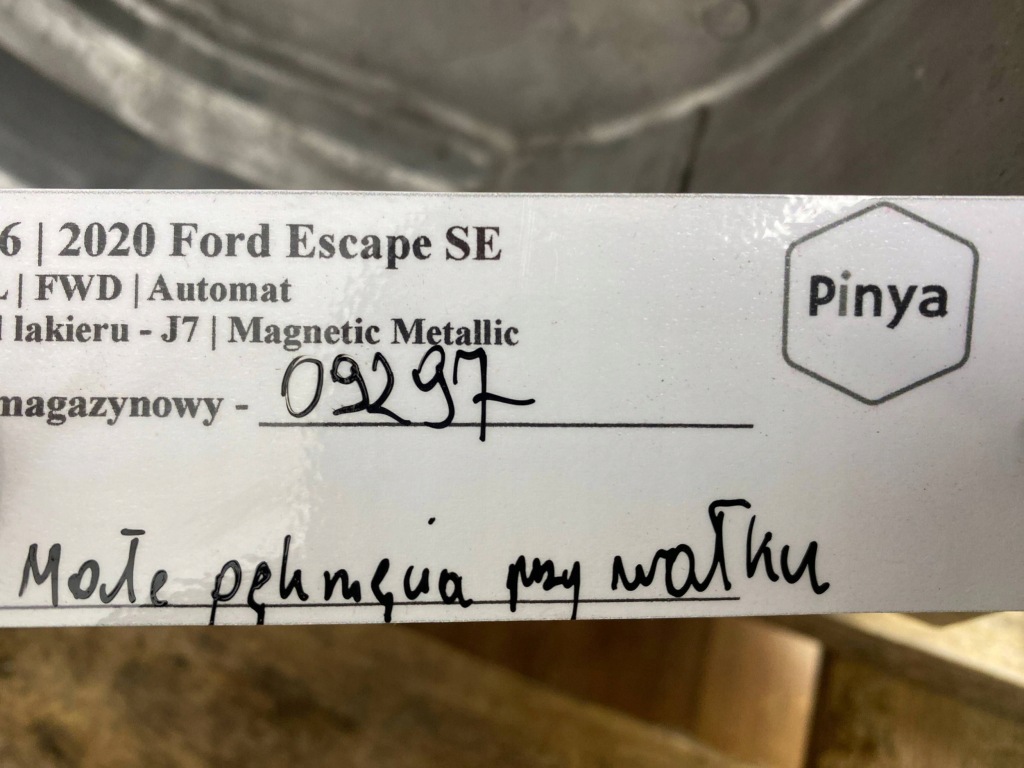 6 | 2020 Ford Escape SE
L | FWD | Automat
lakieru - J7 | Magnetic Metallic
magazynowy - 09297
Małe pęknięcia przy wałku
Pinya